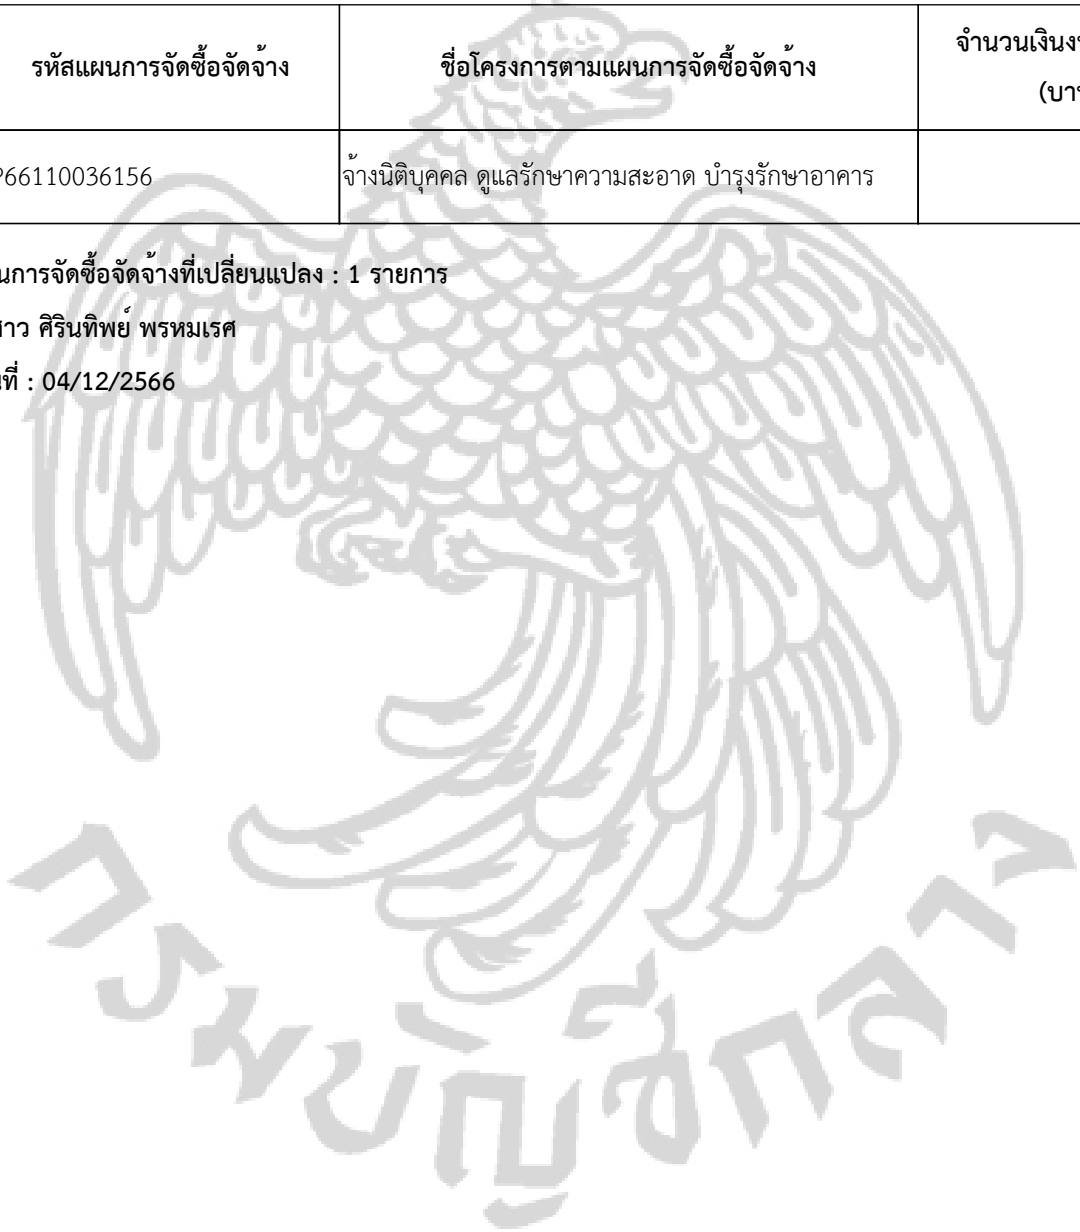 รหัสแผนการจัดซื้อจัดจ้าง ชื่อโครงการตามแผนการจัดซื้อจัดจ้าง จำนวนเงินง
(บา
66110036156 จ้างนิติบุคคล ดูแลรักษาความสะอาด บำรุงรักษาอาคาร
นการจัดซื้อจัดจ้างที่เปลี่ยนแปลง : 1 รายการ
สาว ศิรินทิพย์ พรหมเรศ
ที่ : 04/12/2566
กรมบัญชีกลาง